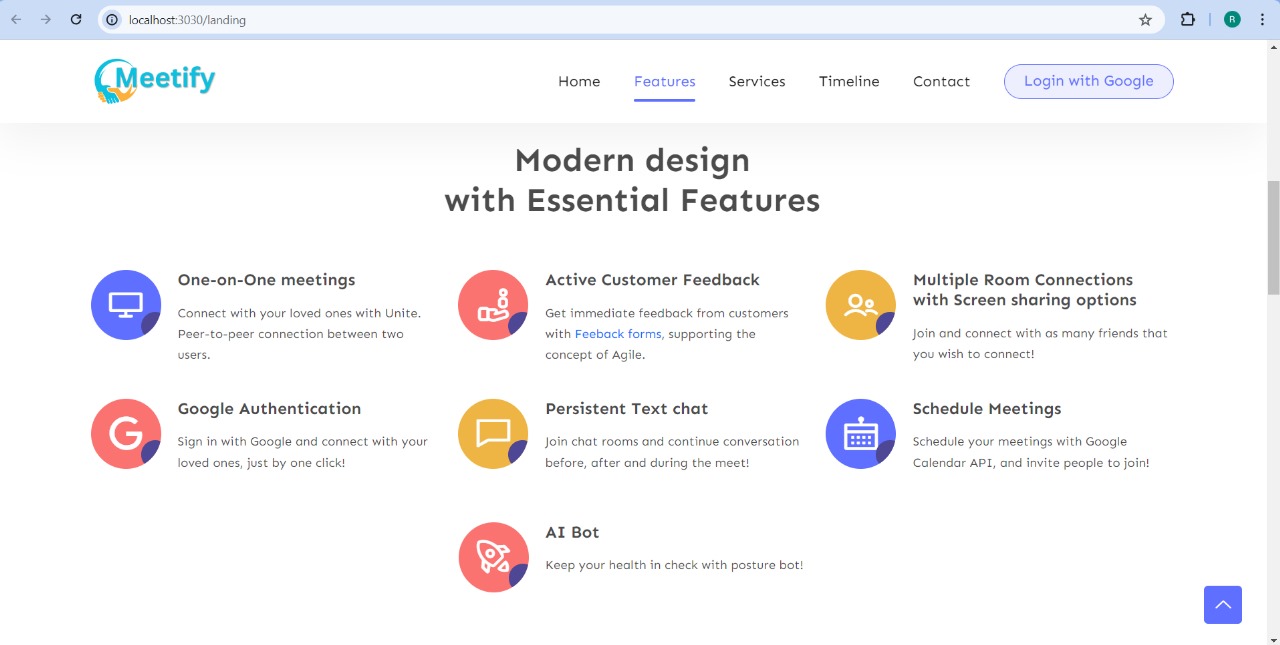 localhost:3030/landing
R
Meetify
Home Features Services Timeline Contact Login with Google
Modern design
with Essential Features
One-on-One meetings
Connect with your loved ones with Unite.
Peer-to-peer connection between two
users.
Active Customer Feedback
Get immediate feedback from customers
with Feeback forms, supporting the
concept of Agile.
Multiple Room Connections
with Screen sharing options
Join and connect with as many friends that
you wish to connect!
G
Google Authentication
Sign in with Google and connect with your
loved ones, just by one click!
Persistent Text chat
Join chat rooms and continue conversation
before, after and during the meet!
Schedule Meetings
Schedule your meetings with Google
Calendar API, and invite people to join!
AI Bot
Keep your health in check with posture bot!